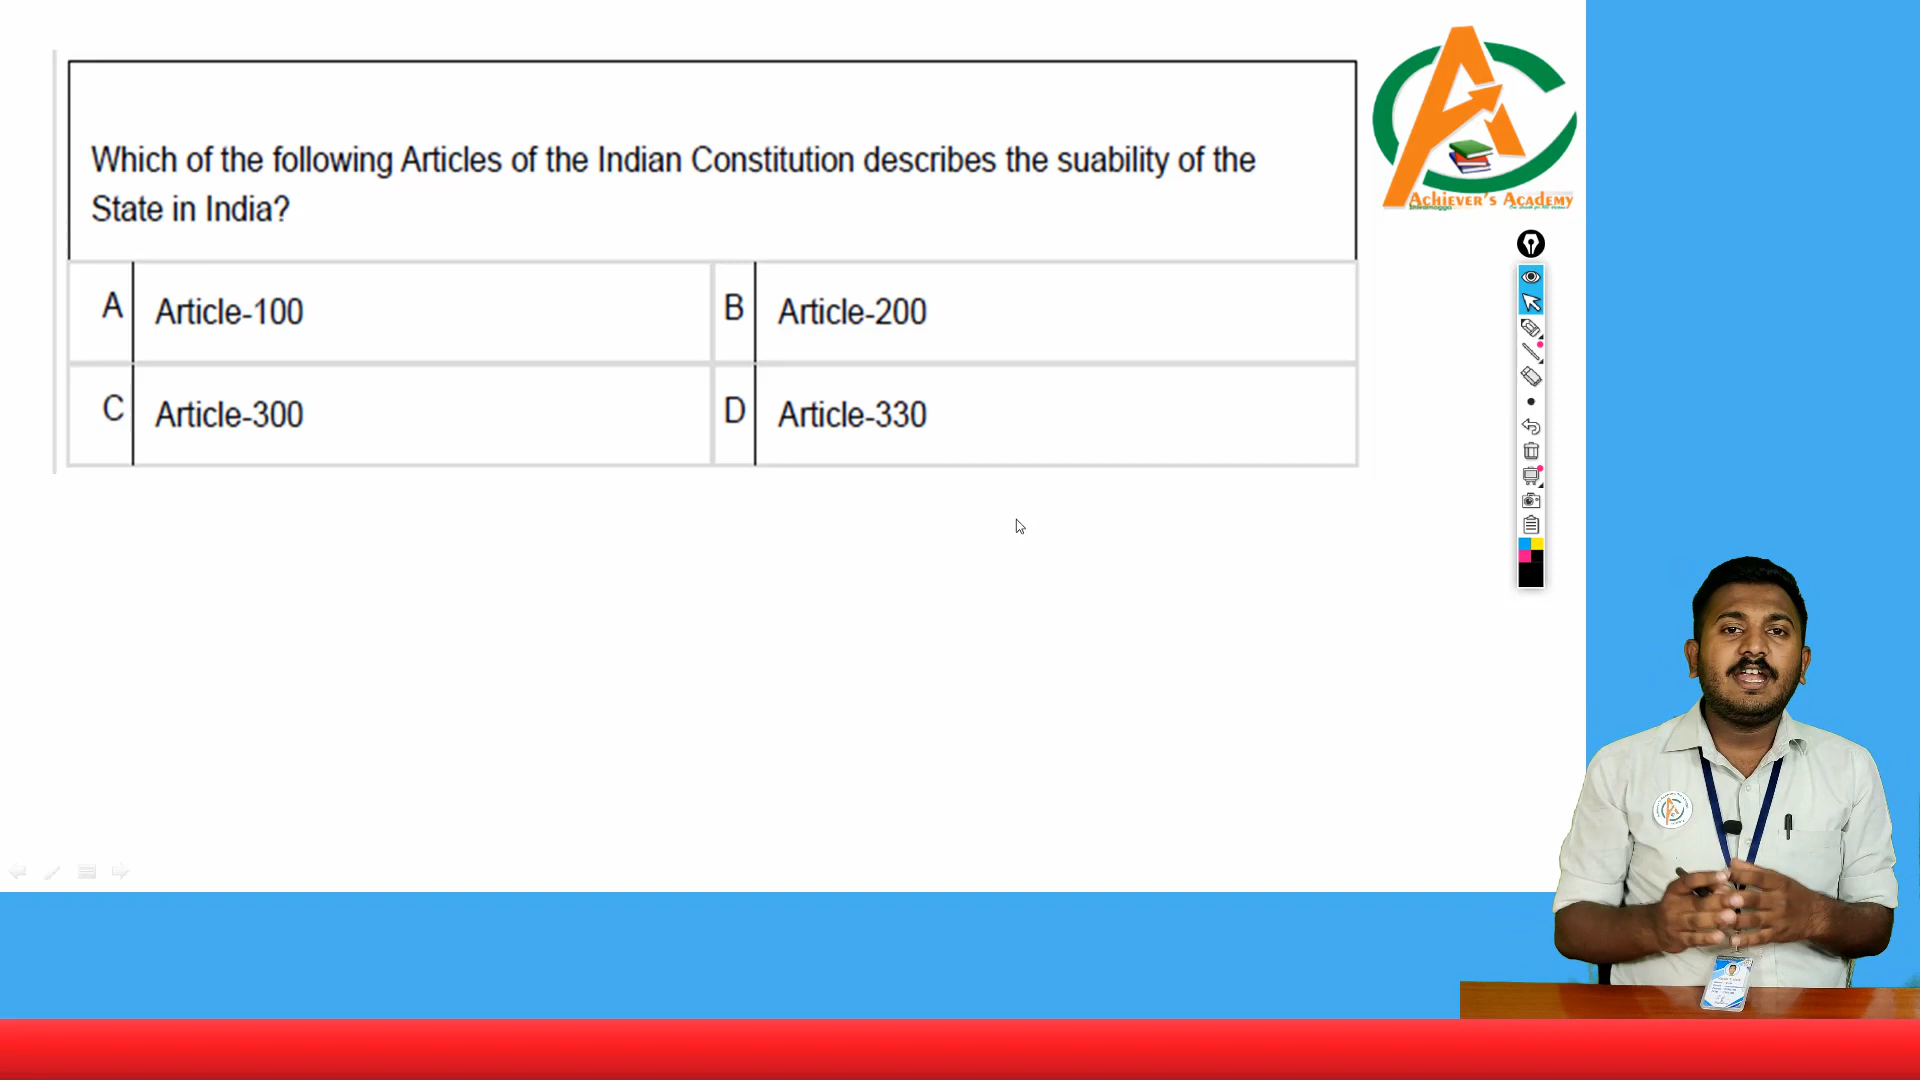 Which of the following Articles of the Indian Constitution describes the suability of the
State in India?
A Article-100
B Article-200
C Article-300
D Article-330
ACHIEVER'S ACADEMY